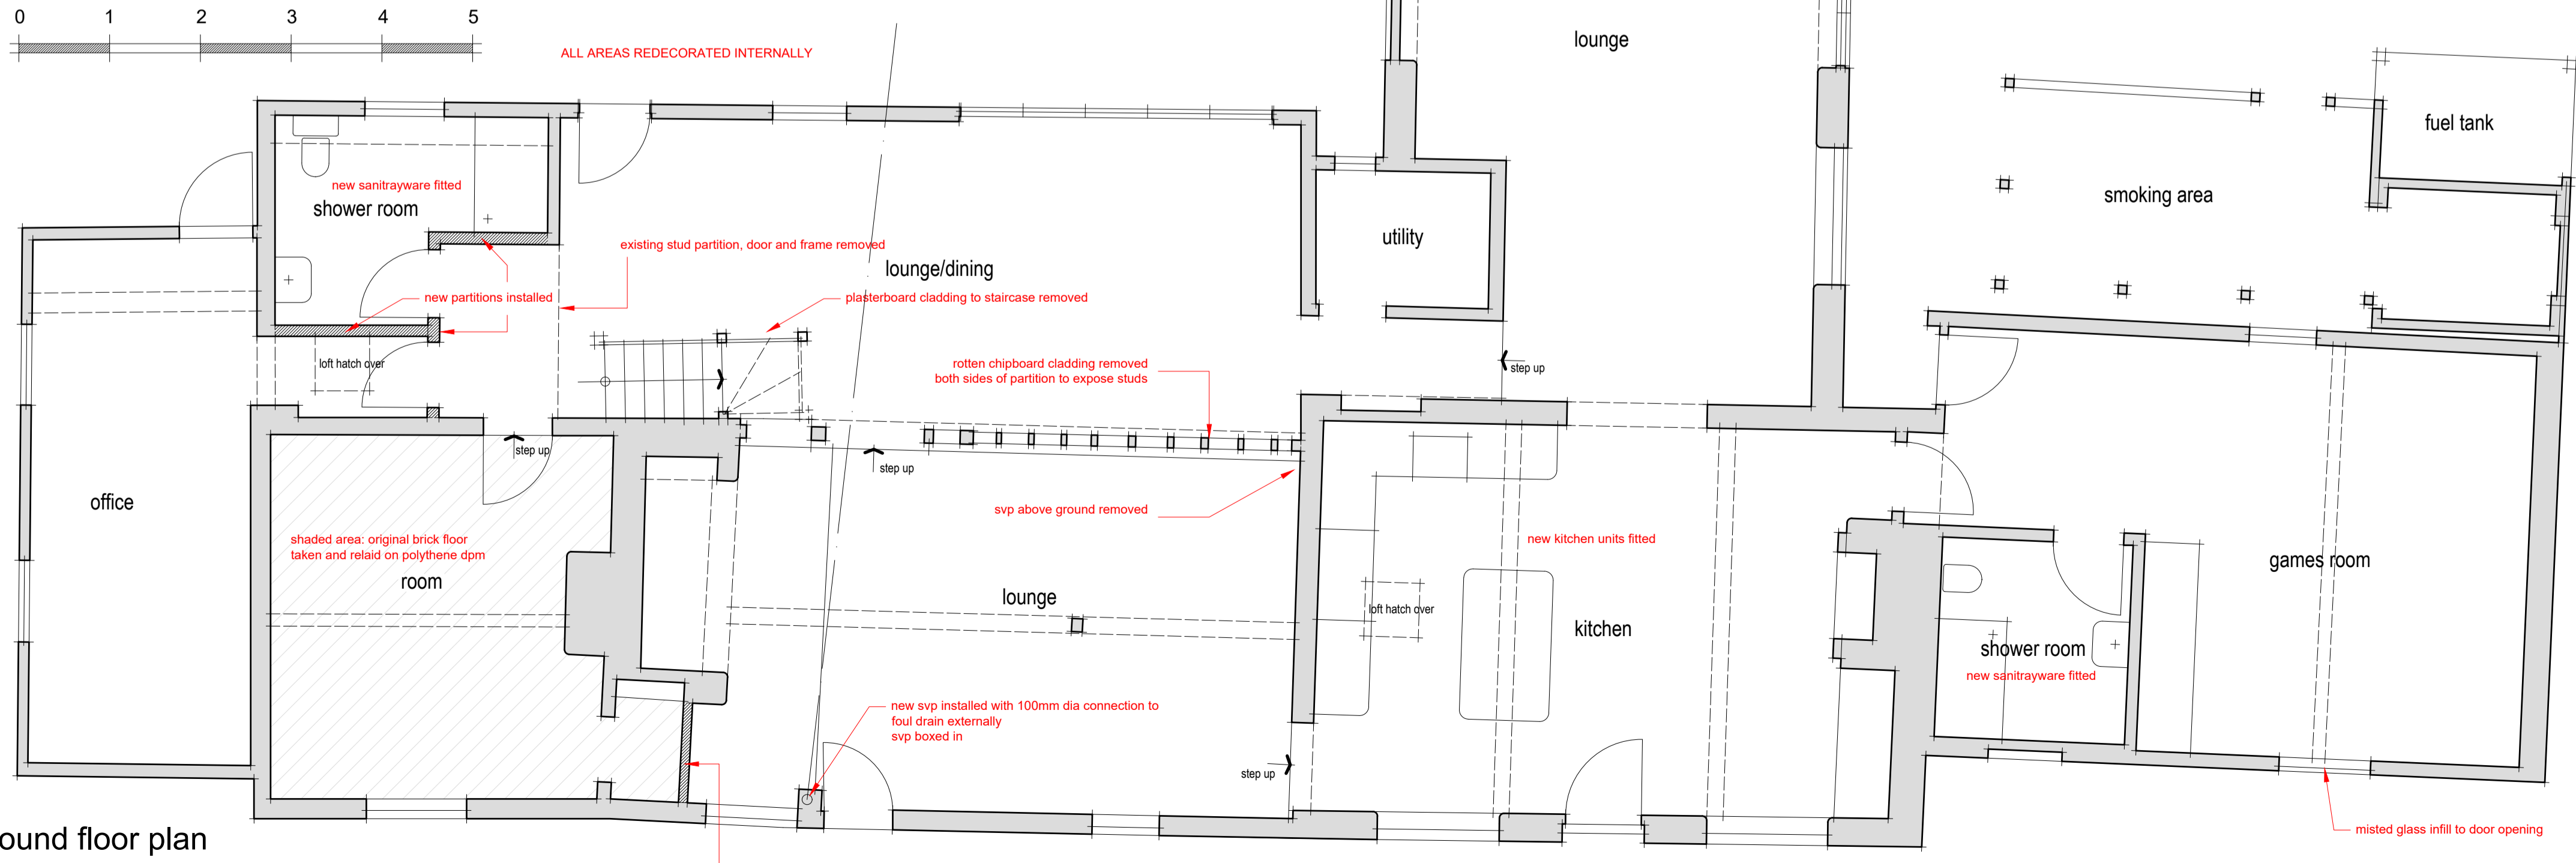 0 1 2 3 4 5
ALL AREAS REDECORATED INTERNALLY
lounge
fuel tank
smoking area
new sanitrayware fitted
shower room
utility
existing stud partition, door and frame removed
lounge/dining
new partitions installed
plasterboard cladding to staircase removed
loft hatch over
rotten chipboard cladding removed
both sides of partition to expose studs
step up
step up
step up
office
svp above ground removed
shaded area: original brick floor
taken and relaid on polythene dpm
room
new kitchen units fitted
games room
lounge
loft hatch over
kitchen
shower room
new sanitrayware fitted
new svp installed with 100mm dia connection to
foul drain externally
svp boxed in
step up
ound floor plan
misted glass infill to door opening